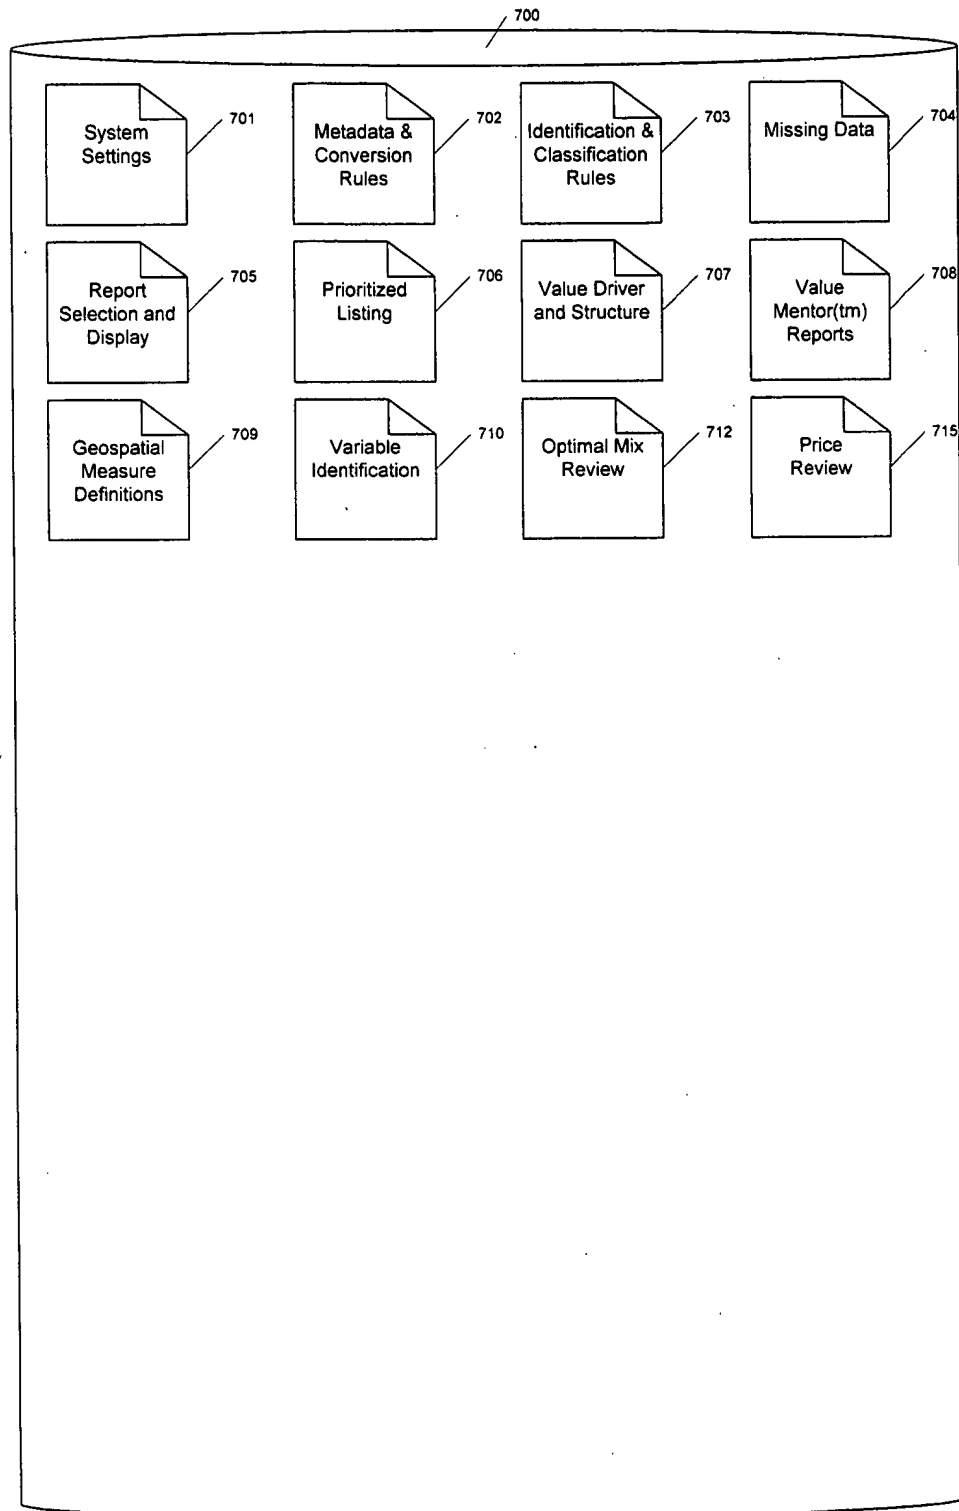 700
System
Settings
701
Metadata &
Conversion
Rules
702
Identification &
Classification
Rules
703
Missing Data
704
Report
Selection and
Display
705
Prioritized
Listing
706
Value Driver
and Structure
707
Value
Mentor(tm)
Reports
708
Geospatial
Measure
Definitions
709
Variable
Identification
710
Optimal Mix
Review
712
Price
Review
715